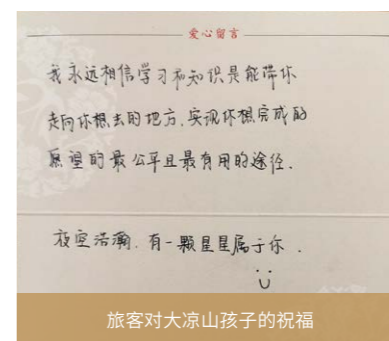 爱心留言
我永远相信学习和知识是能带你
走向你想去的地方,实现你想完成的
愿望的最公平且最有用的途径.
夜空浩瀚.有一颗星星属于你.
旅客对大凉山孩子的祝福